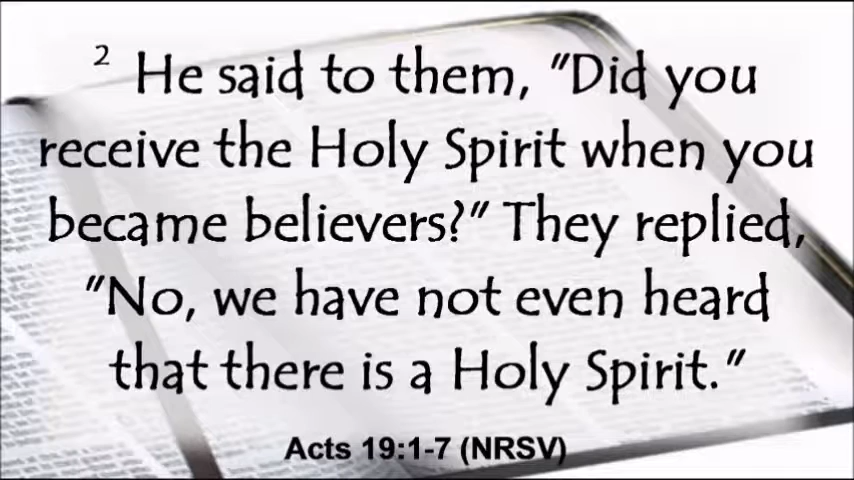 2 He said to them, "Did you
receive the Holy Spirit when you
became believers?" They replied,
"No, we have not even heard
that there is a Holy Spirit."
Acts 19:1-7 (NRSV)